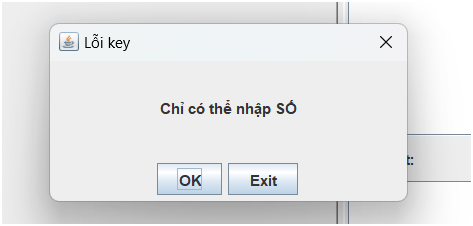 Lỗi key
Chỉ có thể nhập SỐ
t:
OK
Exit